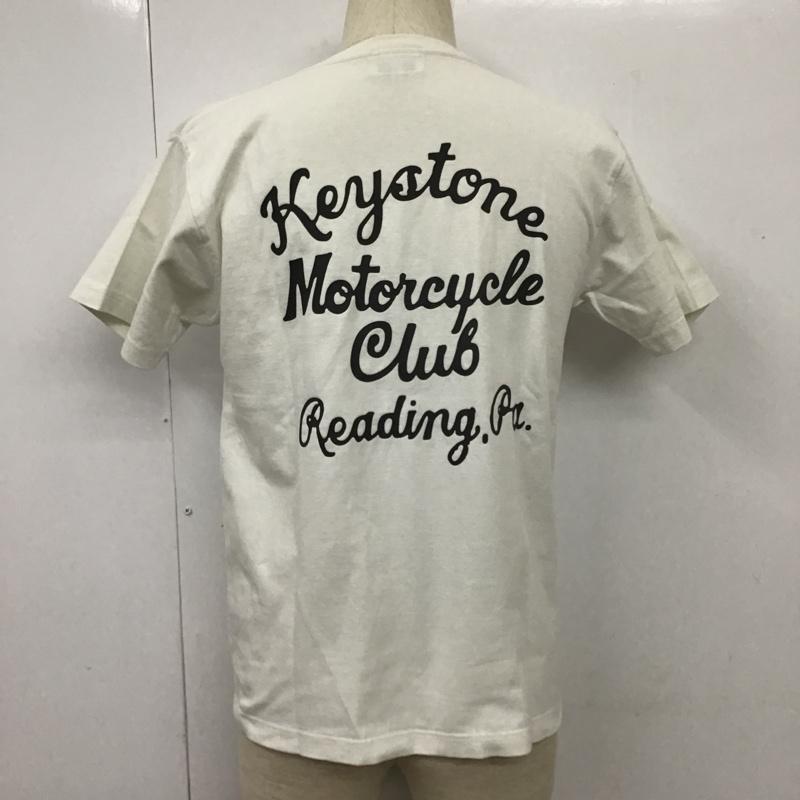 Keystone
Motorcycle
Club
Reading, Pa.